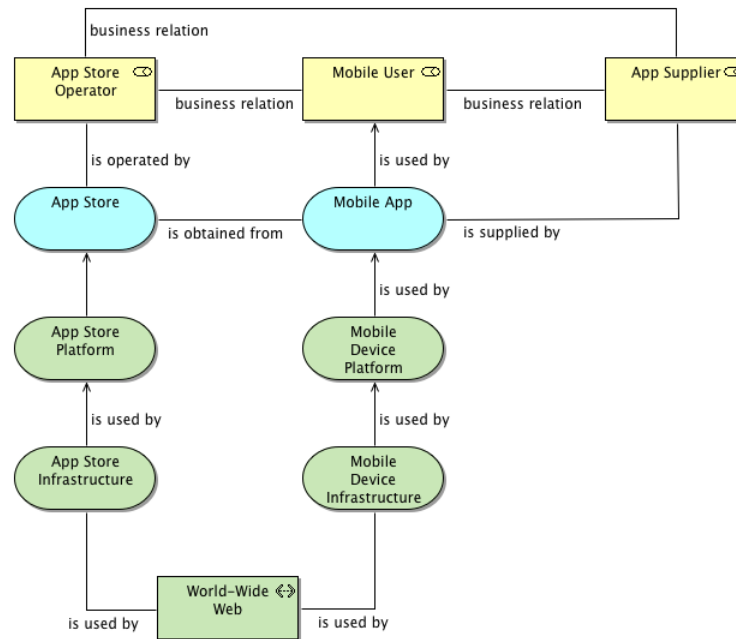 business relation
App Store
Operator
Mobile User
App Supplier
business relation
business relation
is operated by
is used by
App Store
Mobile App
is obtained from
is supplied by
is used by
App Store
Platform
Mobile
Device
Platform
is used by
is used by
App Store
Infrastructure
Mobile
Device
Infrastructure
World-Wide
Web
is used by
is used by